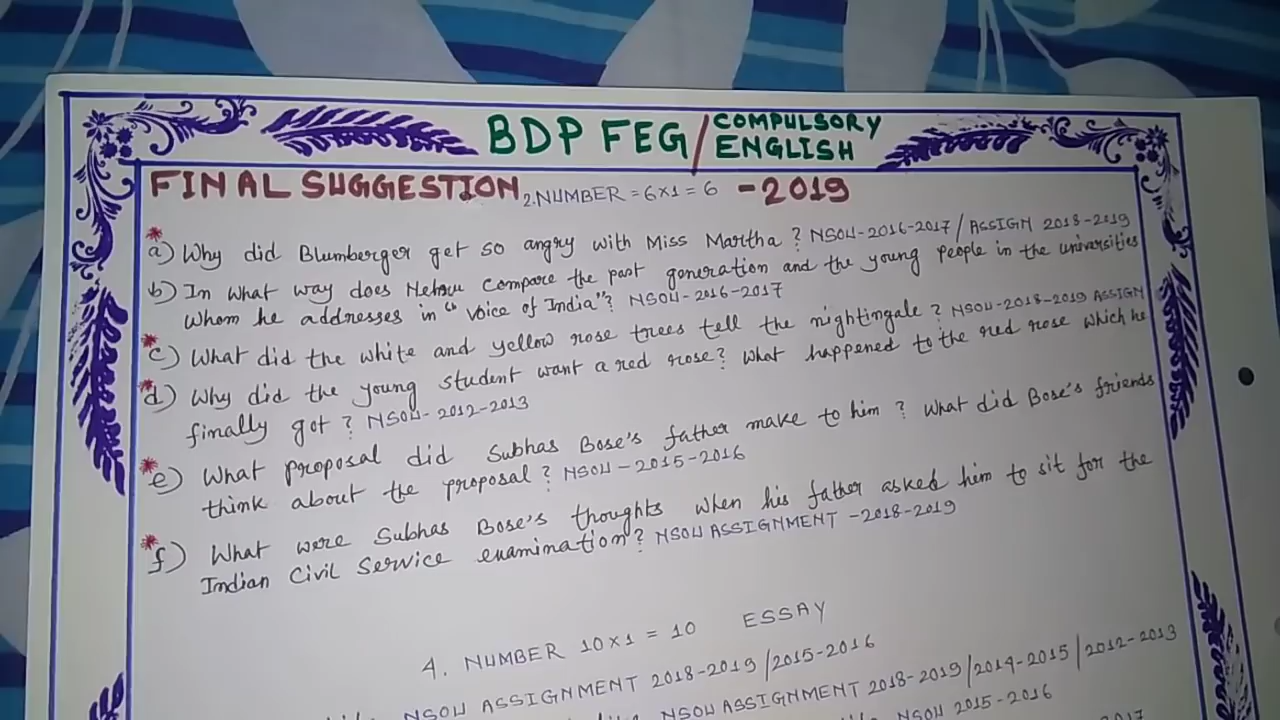 BDP FEG/COMPULSORY ENGLISH
FINAL SUGGESTION 2.NUMBER = 6×1 = 6 - 2019
* a) Why did Blumberger get so angry with Miss Martha? NSOU-2016-2017/ASSIGN 2018-2019
b) In what way does Nehru compare the past generation and the young people in the universities
whom he addresses in "Voice of India"? NSOU-2016-2017
* c) What did the white and yellow rose trees tell the nightingale? NSOU-2018-2019 ASSIGN
* d) Why did the young student want a red rose? What happened to the red rose which he
finally got? NSOU-2012-2013
* e) What proposal did Subhas Bose's father make to him? What did Bose's friends
think about the proposal? NSOU-2015-2016
* f) What were Subhas Bose's thoughts when his father asked him to sit for the
Indian Civil Service examination? NSOU ASSIGNMENT -2018-2019
4. NUMBER 10×1 = 10 ESSAY
NSOU ASSIGNMENT 2018-2019/2015-2016
NSOU ASSIGNMENT 2018-2019/2014-2015/2012-2013
NSOU 2015-2016
2017